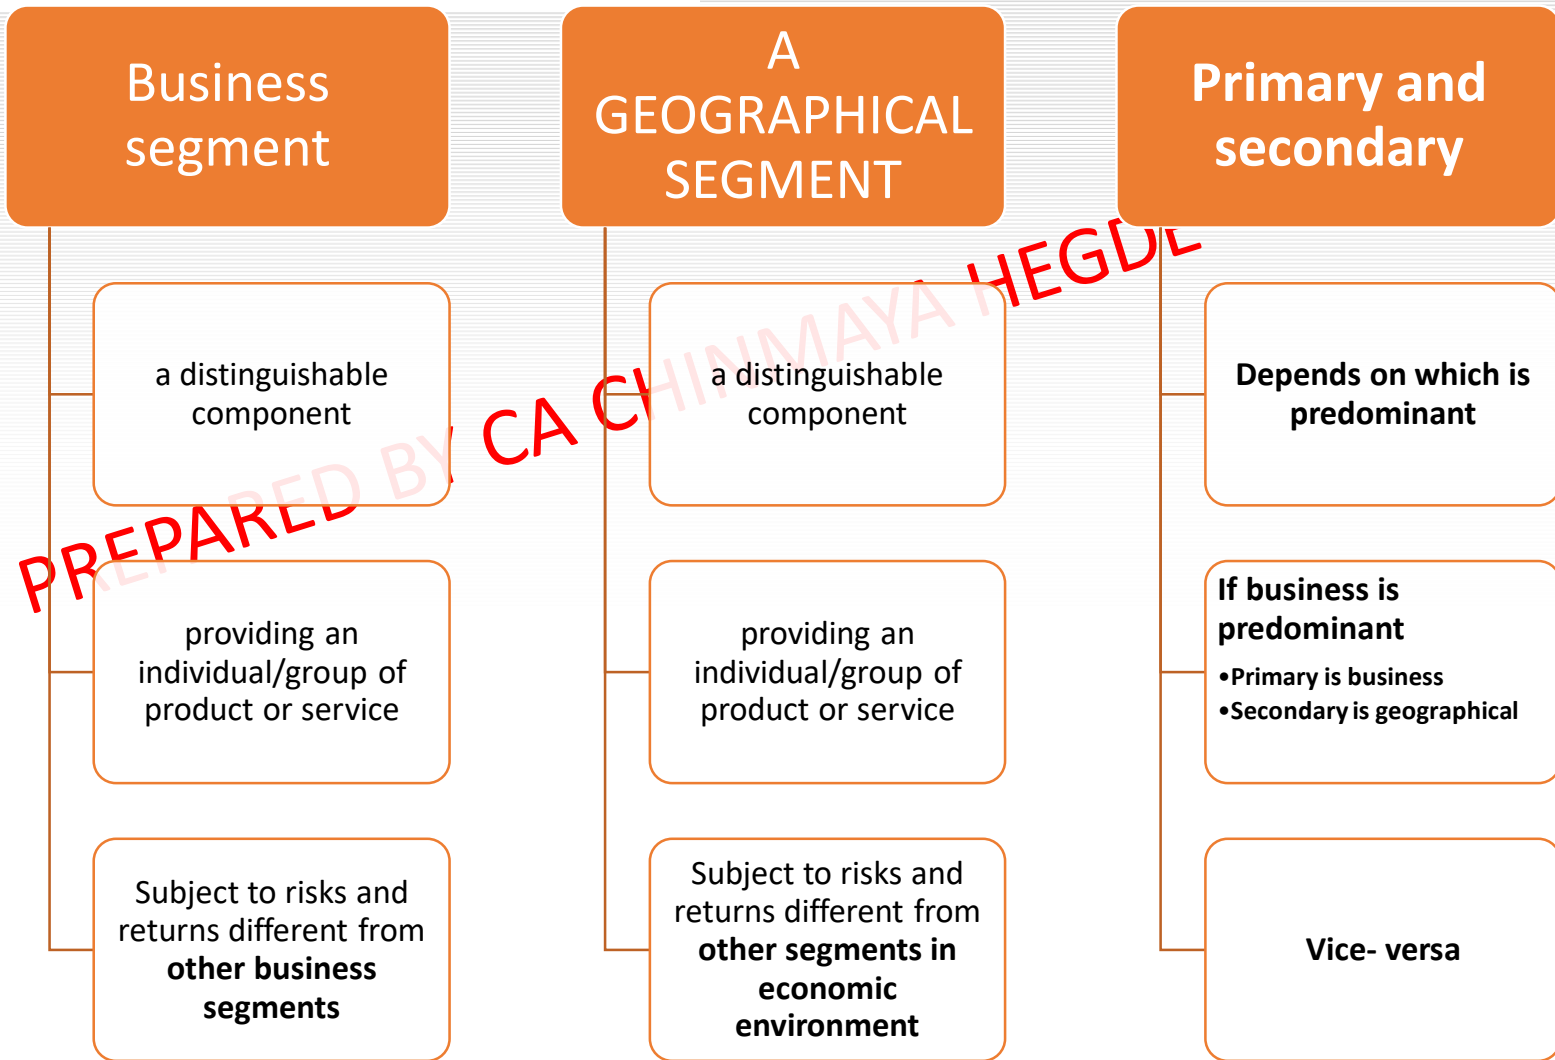 Business
segment
a distinguishable
component
providing an
individual/group of
product or service
Subject to risks and
returns different from
other business
segments
A
GEOGRAPHICAL
SEGMENT
a distinguishable
component
providing an
individual/group of
product or service
Subject to risks and
returns different from
other segments in
economic
environment
Primary and
secondary
Depends on which is
predominant
If business is
predominant
•Primary is business
•Secondary is geographical
Vice- versa
PREPARED BY CA CHINMAYA HEGDE